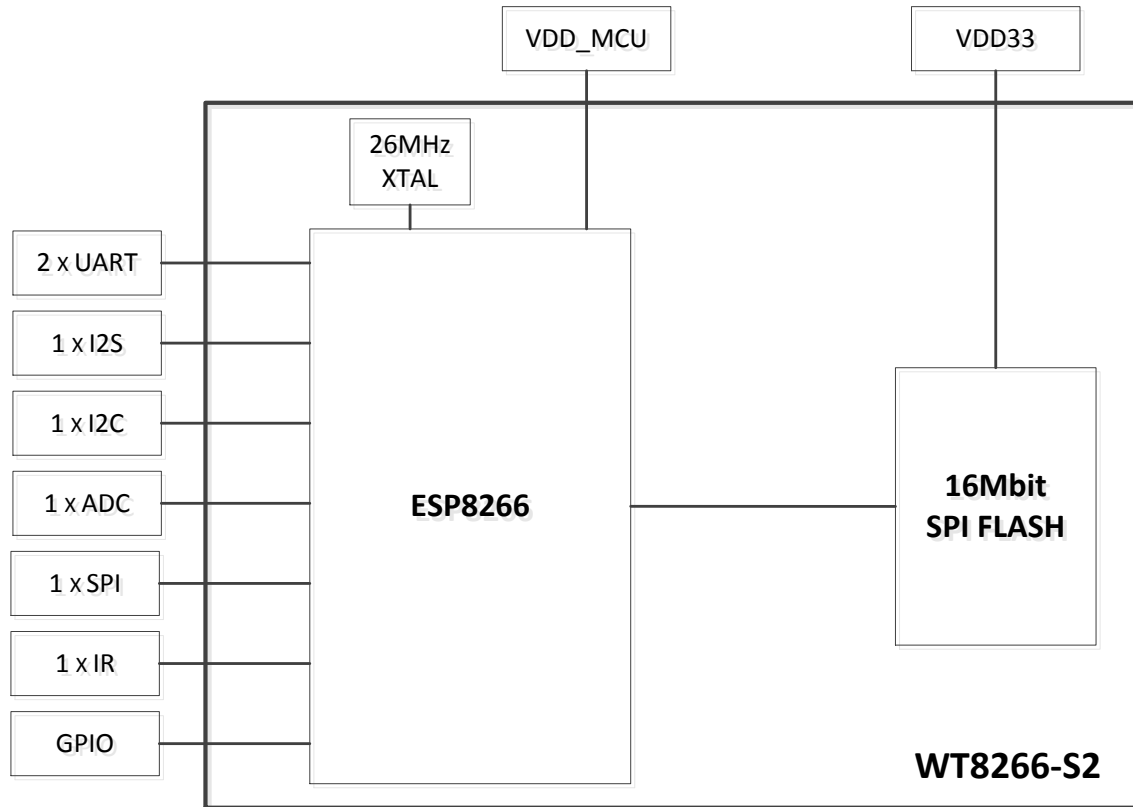 VDD_MCU
VDD33
26MHz
XTAL
2 x UART
1 x I2S
1 x I2C
1 x ADC
1 x SPI
1 x IR
GPIO
ESP8266
16Mbit
SPI FLASH
WT8266-S2